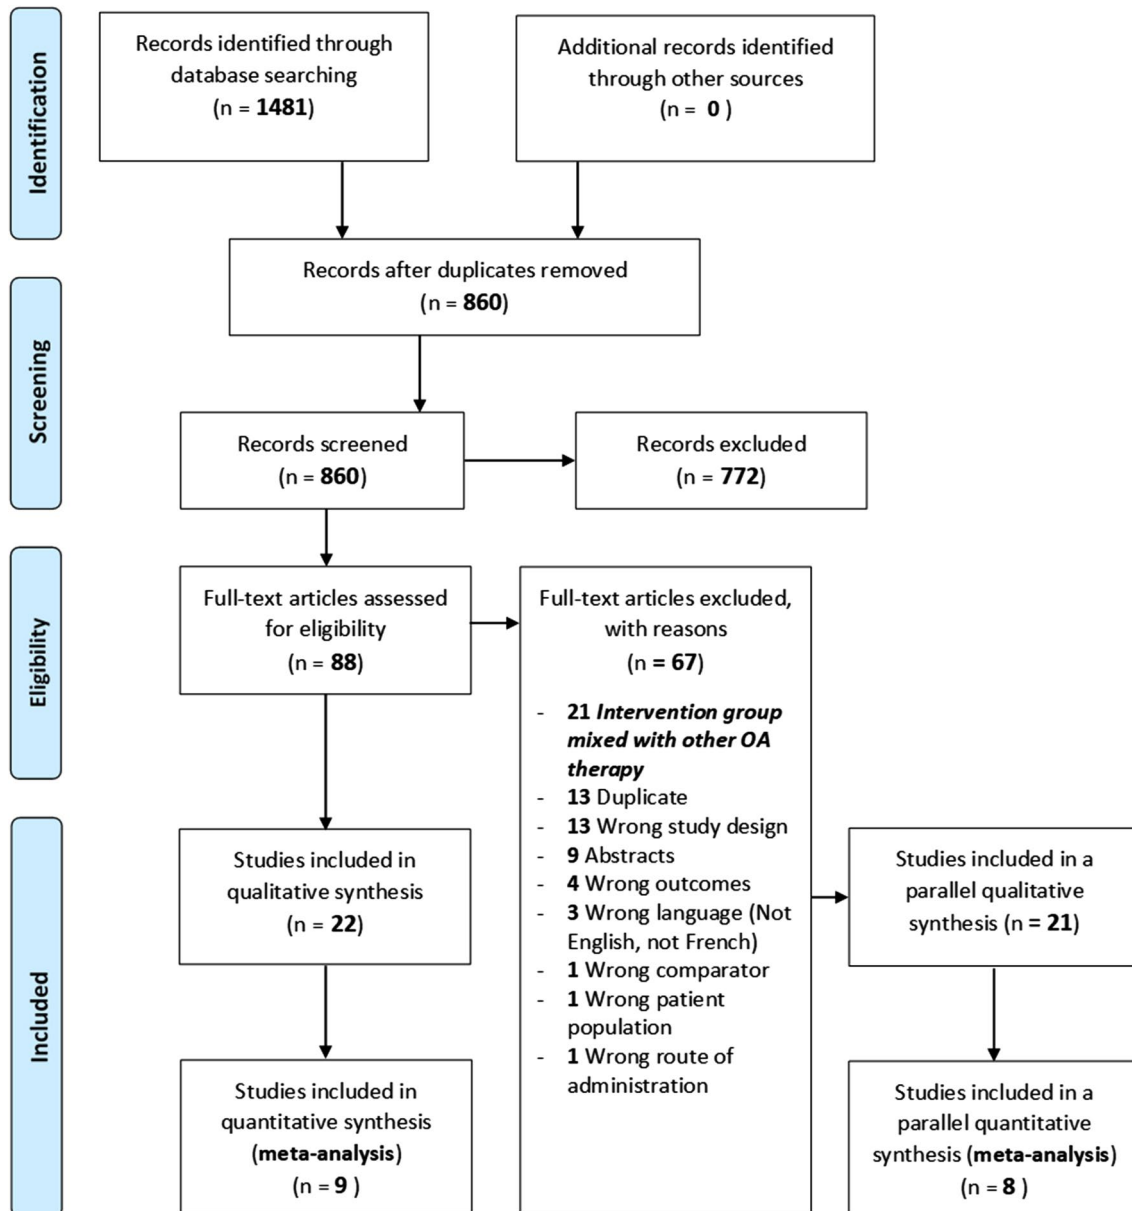 Identification
Records identified through
database searching
(n = 1481)
Additional records identified
through other sources
(n = 0 )
Records after duplicates removed
(n = 860)
Screening
Records screened
(n = 860)
Records excluded
(n = 772)
Eligibility
Full-text articles assessed
for eligibility
(n = 88)
Full-text articles excluded,
with reasons
(n = 67)
- 21 Intervention group
mixed with other OA
therapy
- 13 Duplicate
- 13 Wrong study design
- 9 Abstracts
- 4 Wrong outcomes
- 3 Wrong language (Not
English, not French)
- 1 Wrong comparator
- 1 Wrong patient
population
- 1 Wrong route of
administration
Included
Studies included in
qualitative synthesis
(n = 22)
Studies included in a
parallel qualitative
synthesis (n = 21)
Studies included in
quantitative synthesis
(meta-analysis)
(n = 9 )
Studies included in a
parallel quantitative
synthesis (meta-analysis)
(n = 8 )